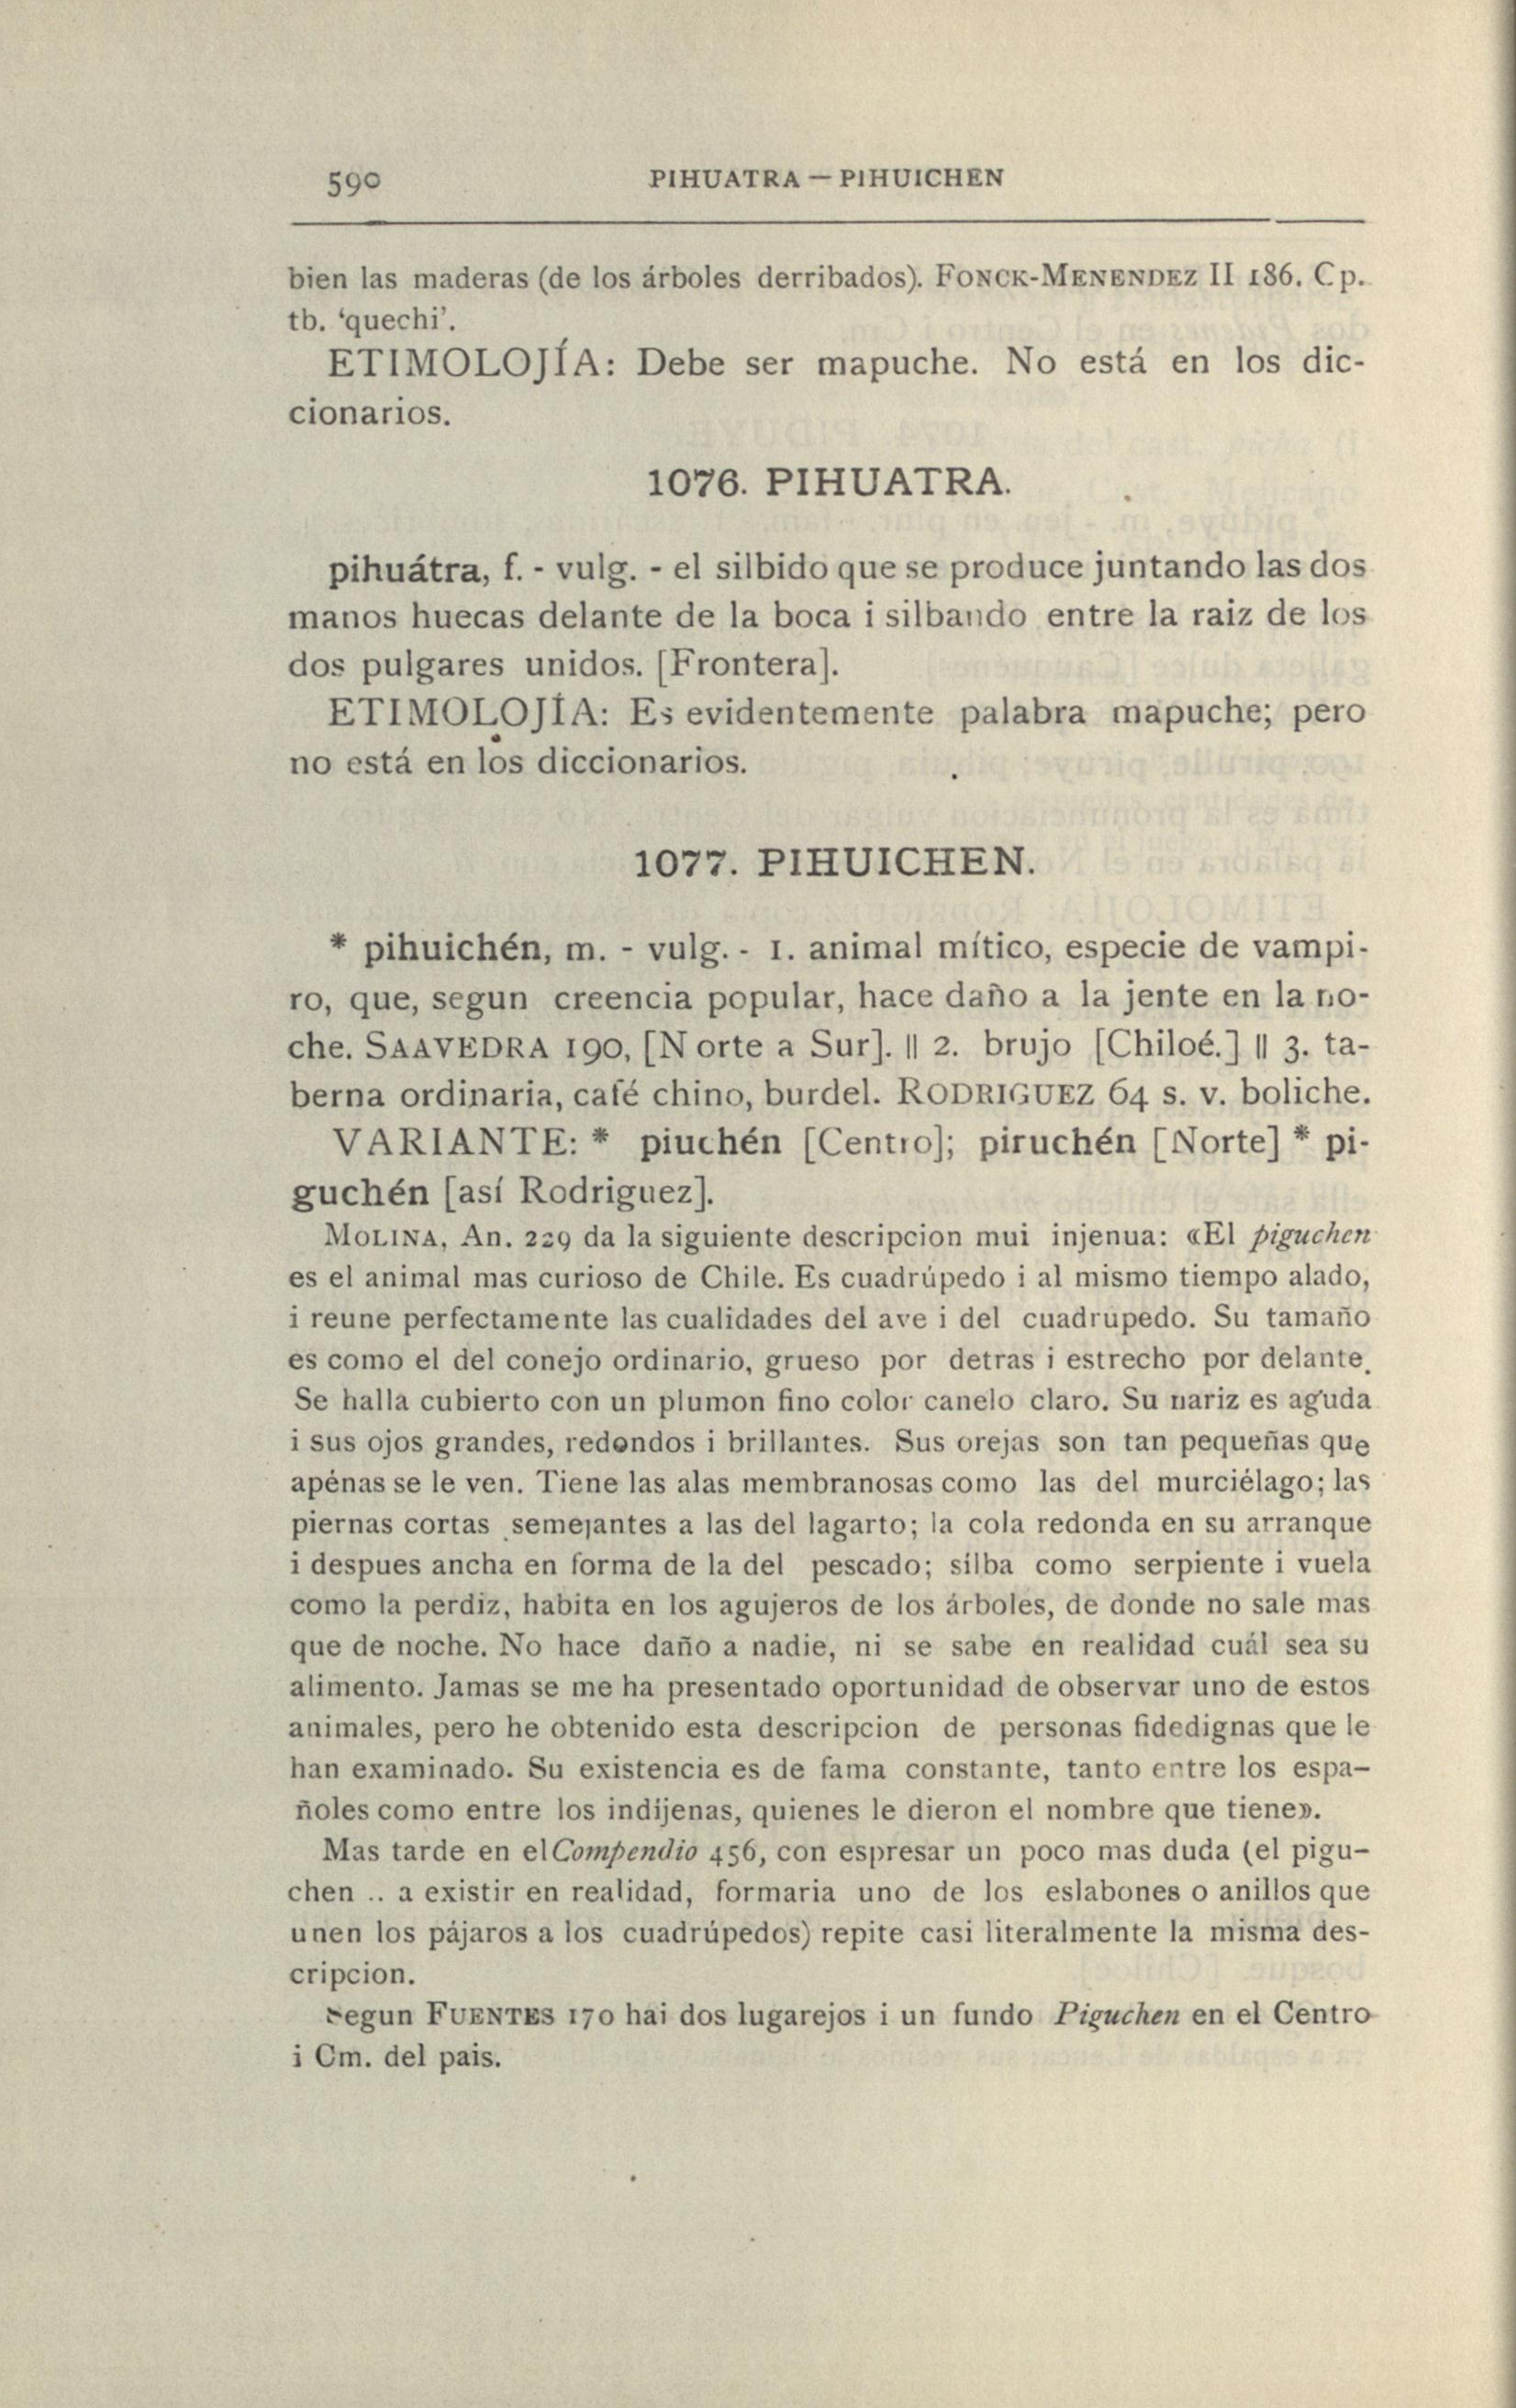 590
PIHUATRA — PIHUICHEN
bien las maderas (de los árboles derribados). FONCK-MENENDEZ II 186. Cp.
tb. ‘quechi’.
ETIMOLOJÍA: Debe ser mapuche. No está en los dic-
cionarios.
1076. PIHUATRA.
pihuátra, f. - vulg. - el silbido que se produce juntando las dos
manos huecas delante de la boca i silbando entre la raiz de los
dos pulgares unidos. [Frontera].
ETIMOLOJÍA: Es evidentemente palabra mapuche; pero
no está en los diccionarios.
1077. PIHUICHEN.
* pihuichén, m. - vulg. - 1. animal mítico, especie de vampi-
ro, que, segun creencia popular, hace daño a la jente en la no-
che. SAAVEDRA 190, [Norte a Sur]. || 2. brujo [Chiloé.] || 3. ta-
berna ordinaria, café chino, burdel. RODRIGUEZ 64 s. v. boliche.
VARIANTE: * piuchén [Centro]; piruchén [Norte] * pi-
guchén [así Rodriguez].
MOLINA, An. 229 da la siguiente descripcion mui injenua: «El piguchen
es el animal mas curioso de Chile. Es cuadrúpedo i al mismo tiempo alado,
i reune perfectamente las cualidades del ave i del cuadrupedo. Su tamaño
es como el del conejo ordinario, grueso por detras i estrecho por delante.
Se halla cubierto con un plumon fino color canelo claro. Su nariz es aguda
i sus ojos grandes, redondos i brillantes. Sus orejas son tan pequeñas que
apénas se le ven. Tiene las alas membranosas como las del murciélago; las
piernas cortas semejantes a las del lagarto; la cola redonda en su arranque
i despues ancha en forma de la del pescado; silba como serpiente i vuela
como la perdiz, habita en los agujeros de los árboles, de donde no sale mas
que de noche. No hace daño a nadie, ni se sabe en realidad cuál sea su
alimento. Jamas se me ha presentado oportunidad de observar uno de estos
animales, pero he obtenido esta descripcion de personas fidedignas que le
han examinado. Su existencia es de fama constante, tanto entre los espa-
ñoles como entre los indíjenas, quienes le dieron el nombre que tiene».
Mas tarde en el Compendio 456, con espresar un poco mas duda (el pigu-
chen .. a existir en realidad, formaria uno de los eslabones o anillos que
unen los pájaros a los cuadrúpedos) repite casi literalmente la misma des-
cripcion.
Segun FUENTES 170 hai dos lugarejos i un fundo Piguchen en el Centro
i Cm. del pais.